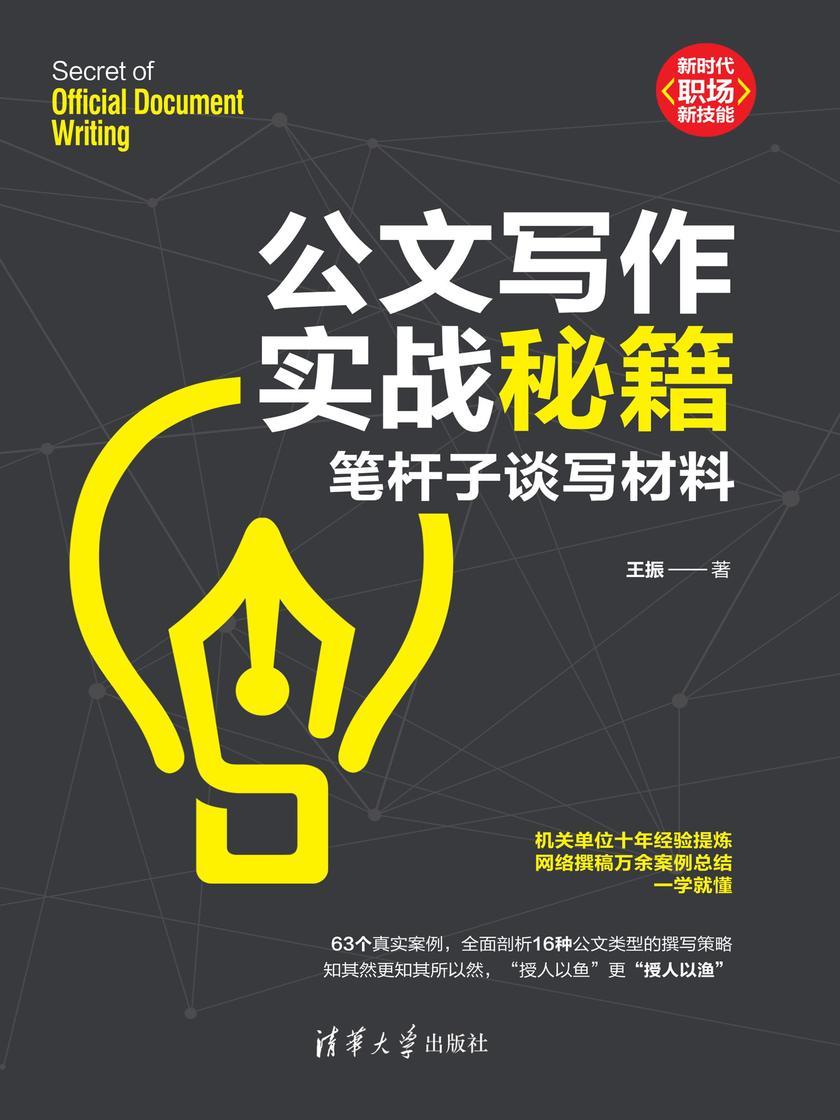 Secret of
Official Document
Writing
新时代
职场
新技能
公文写作
实战秘籍
笔杆子谈写材料
王振——著
机关单位十年经验提炼
网络撰稿万余案例总结
一学就懂
63个真实案例，全面剖析16种公文类型的撰写策略
知其然更知其所以然，“授人以鱼”更“授人以渔”
清华大学出版社